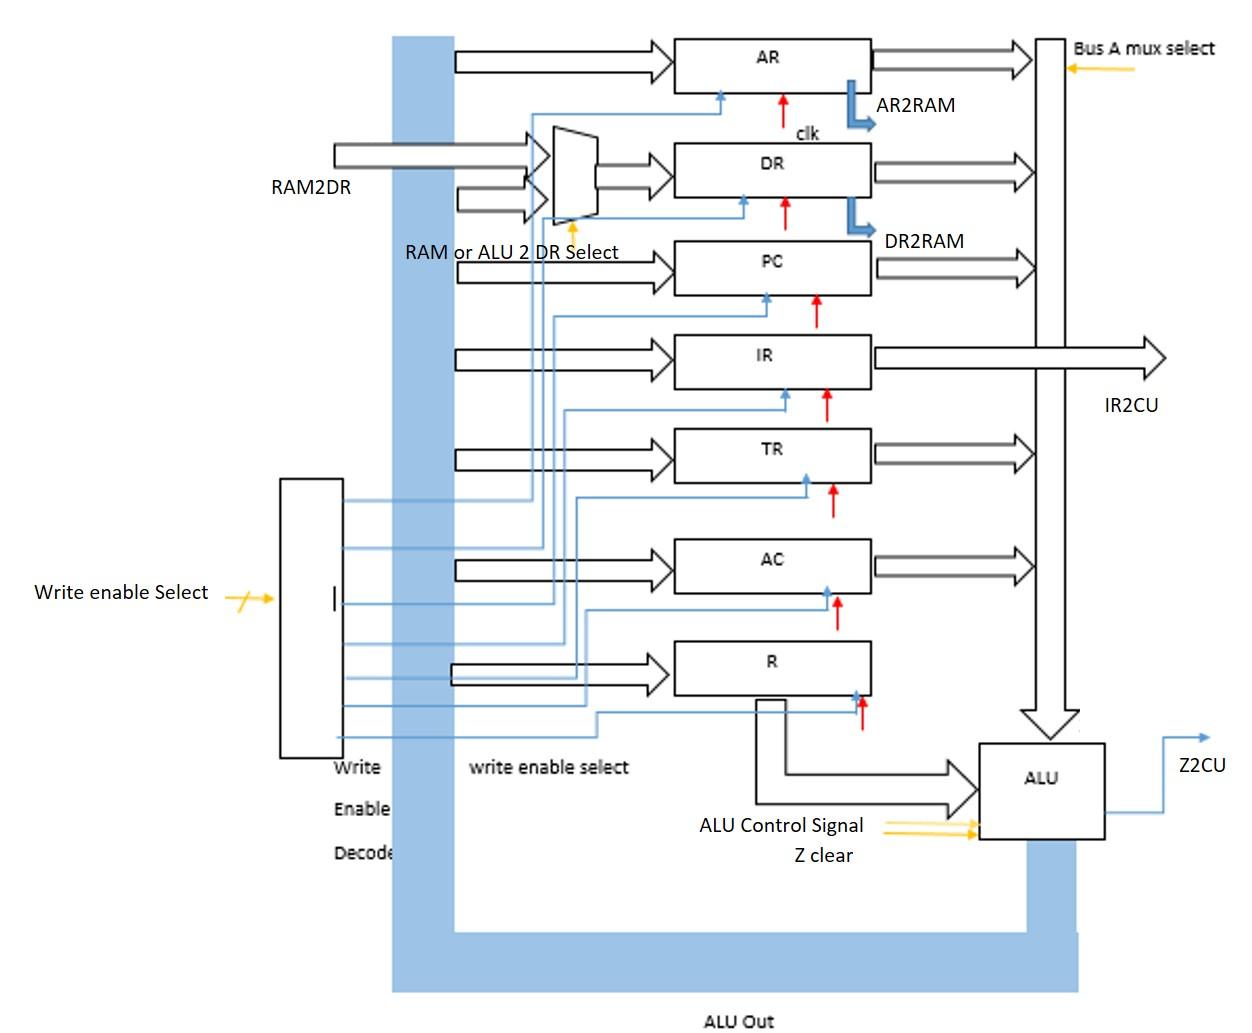 AR
Bus A mux select
AR2RAM
clk
DR
RAM2DR
DR2RAM
RAM or ALU 2 DR Select
PC
IR
IR2CU
TR
AC
Write enable Select
R
Write
Enable
Decode
write enable select
ALU
Z2CU
ALU Control Signal
Z clear
ALU Out